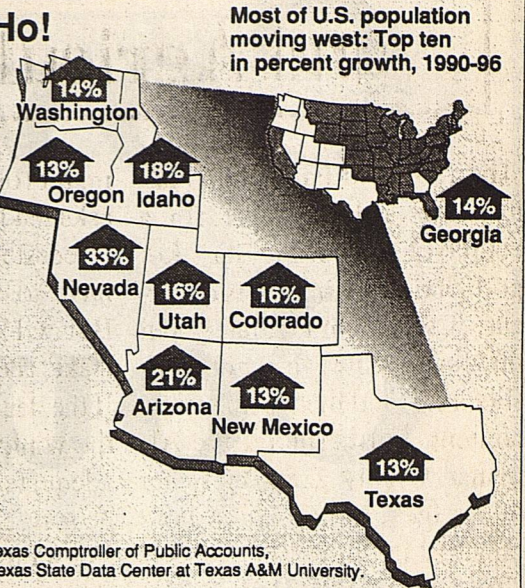 Ho!
Most of U.S. population
moving west: Top ten
in percent growth, 1990-96
14%
Washington
13%
Oregon
18%
Idaho
14%
Georgia
33%
Nevada
16%
Utah
16%
Colorado
21%
Arizona
13%
New Mexico
13%
Texas
exas Comptroller of Public Accounts,
exas State Data Center at Texas A&M University.